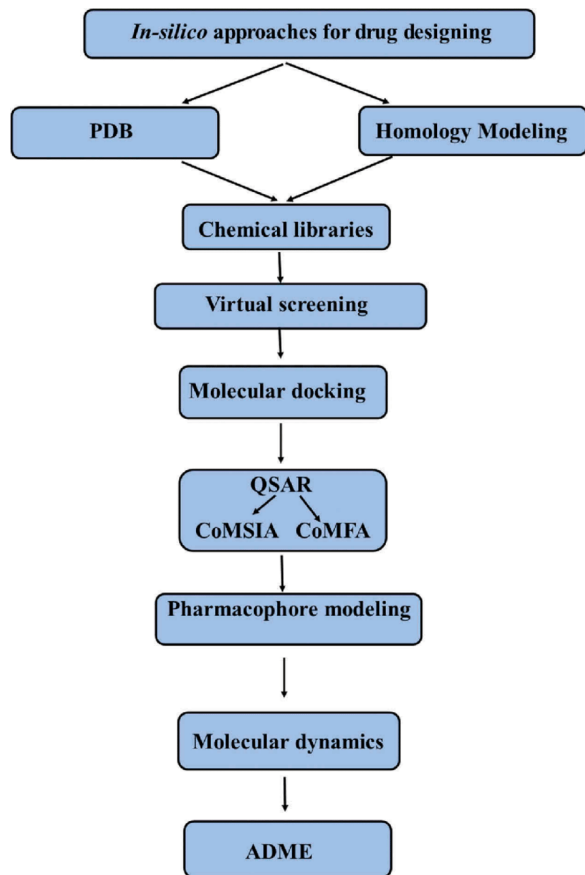 In-silico approaches for drug designing
PDB
Homology Modeling
Chemical libraries
Virtual screening
Molecular docking
QSAR
CoMSIA CoMFA
Pharmacophore modeling
Molecular dynamics
ADME